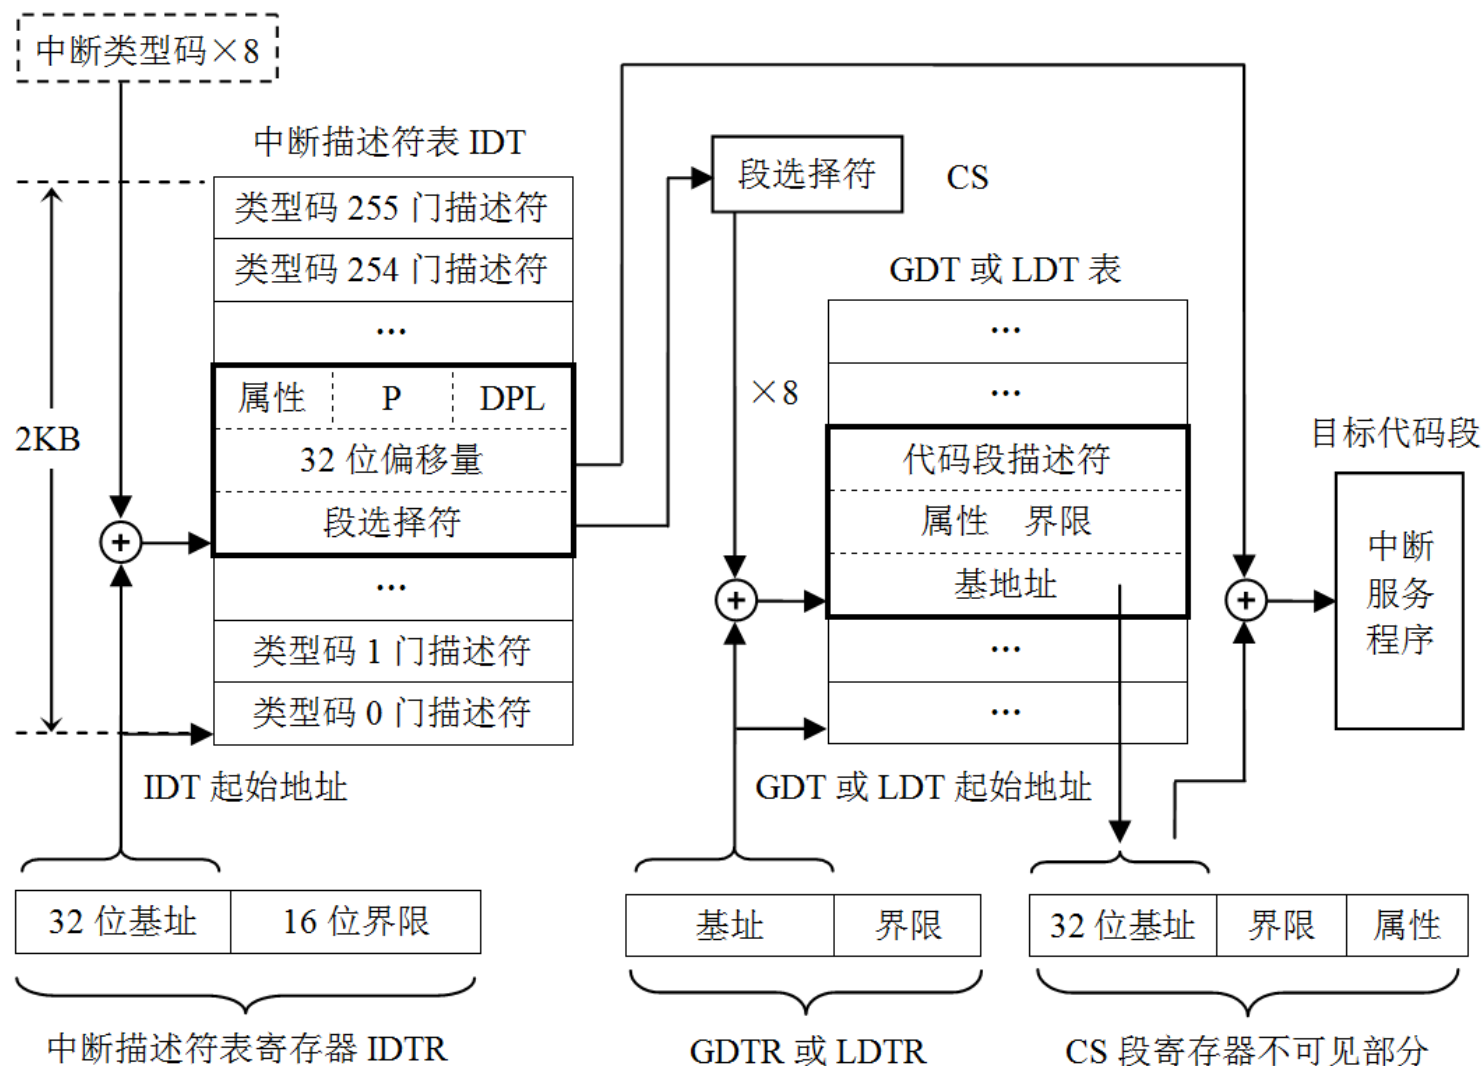 中断类型码×8
中断描述符表 IDT
类型码 255 门描述符
类型码 254 门描述符
…
属性 P DPL
32 位偏移量
段选择符
…
类型码 1 门描述符
类型码 0 门描述符
2KB
IDT 起始地址
32 位基址 16 位界限
中断描述符表寄存器 IDTR
段选择符 CS
×8
GDT 或 LDT 表
…
…
代码段描述符
属性 界限
基地址
…
…
GDT 或 LDT 起始地址
基址 界限
GDTR 或 LDTR
目标代码段
中断
服务
程序
32 位基址 界限 属性
CS 段寄存器不可见部分